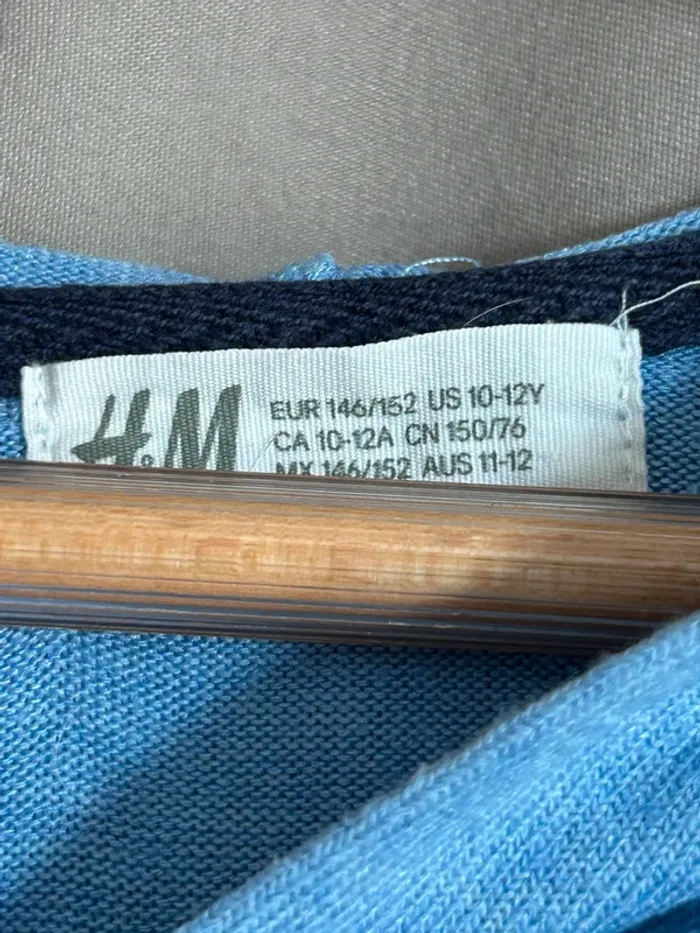 H&M
EUR 146/152 US 10-12Y
CA 10-12A CN 150/76
MX 146/152 AUS 11-12